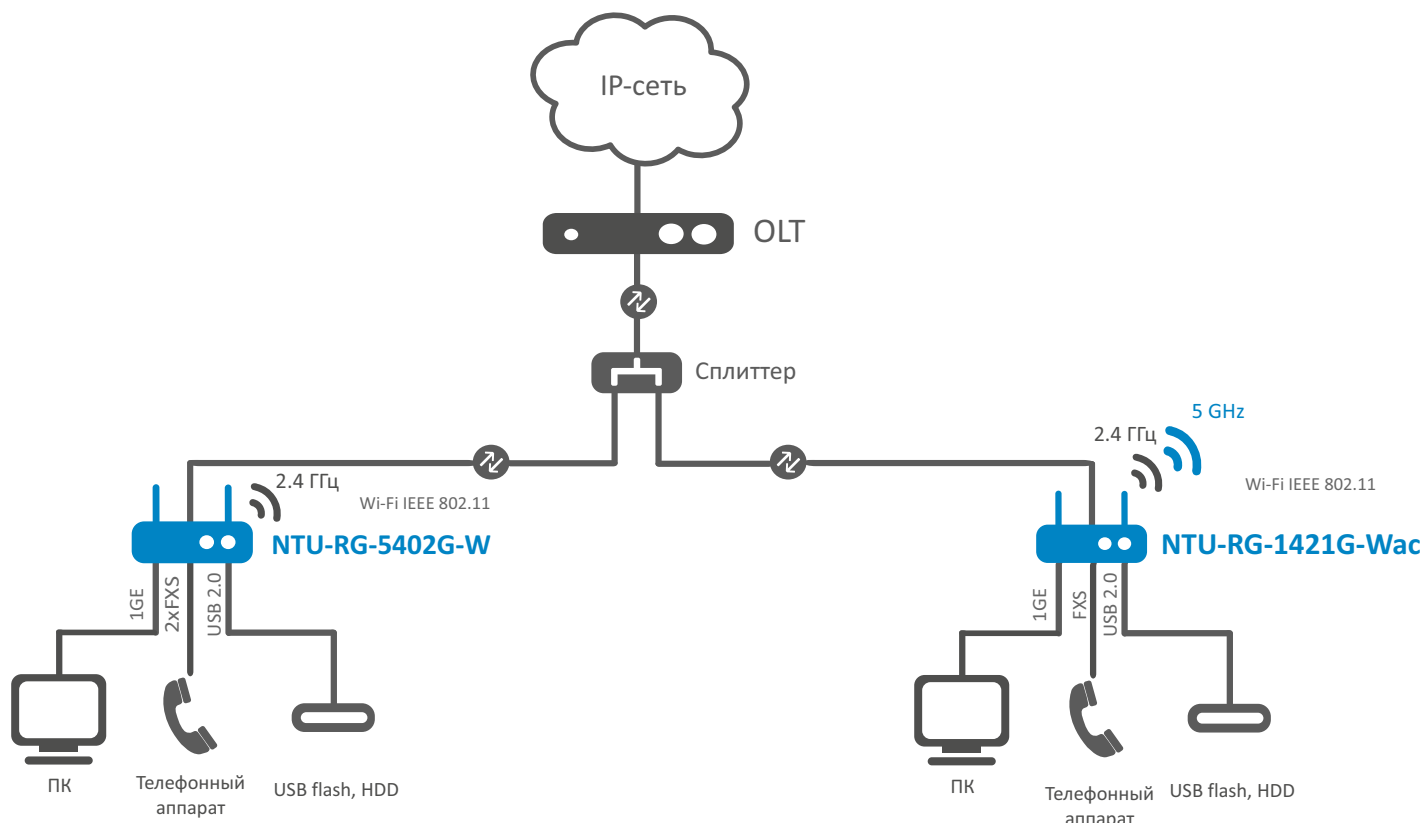 IP-сеть
OLT
Сплиттер
5 GHz
2.4 ГГц
Wi-Fi IEEE 802.11
2.4 ГГц
Wi-Fi IEEE 802.11
NTU-RG-5402G-W
NTU-RG-1421G-Wac
1GE
2xFXS
USB 2.0
1GE
FXS
USB 2.0
ПК
Телефонный
аппарат
USB flash, HDD
ПК
Телефонный
аппарат
USB flash, HDD